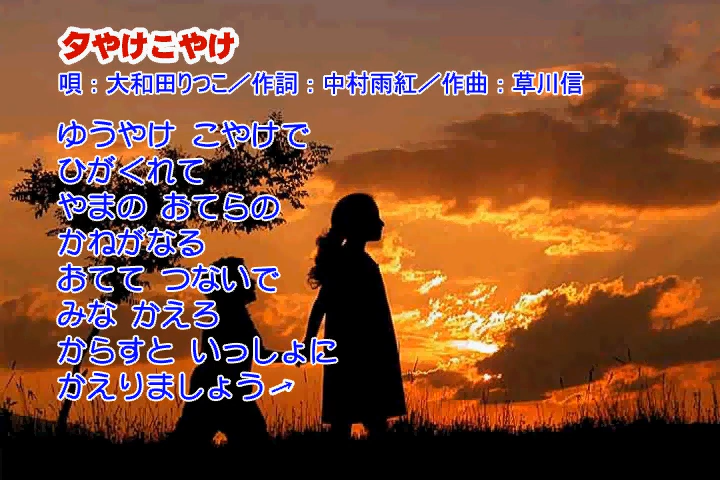 夕やけこやけ
唄：大和田りつこ／作詞：中村雨紅／作曲：草川信
ゆうやけ こやけで
ひがくれて
やまの おてらの
かねがなる
おてて つないで
みな かえろ
からすと いっしょに
かえりましょう→